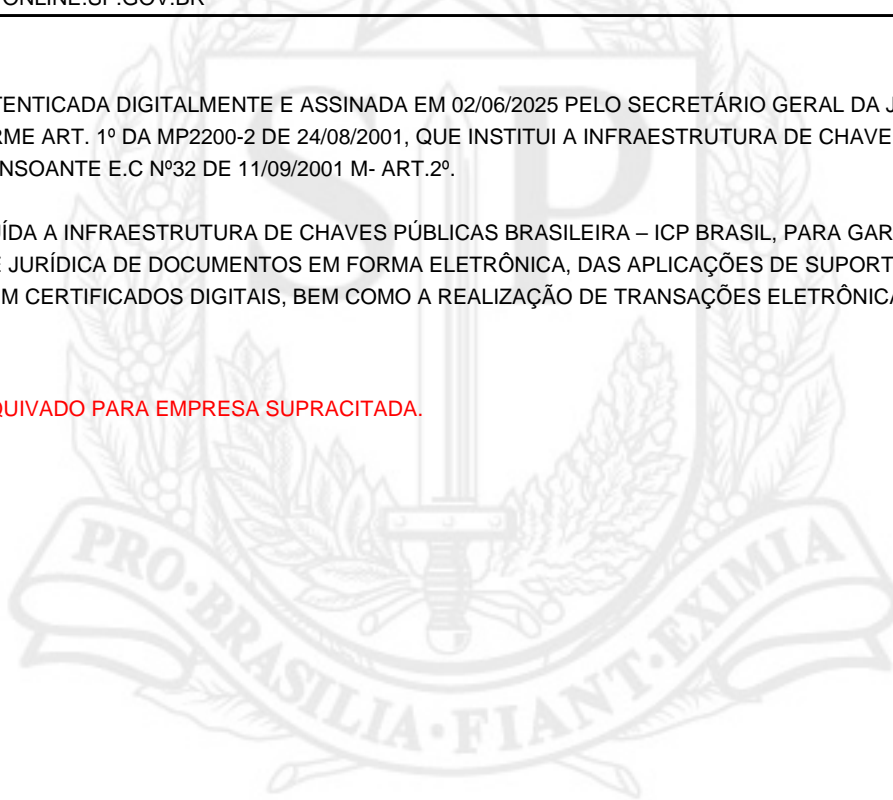 ONLINE.SP.GOV.BR
TENTICADA DIGITALMENTE E ASSINADA EM 02/06/2025 PELO SECRETÁRIO GERAL DA J
RME ART. 1º DA MP2200-2 DE 24/08/2001, QUE INSTITUI A INFRAESTRUTURA DE CHAVE
NSOANTE E.C Nº32 DE 11/09/2001 M- ART.2º.
ÍDA A INFRAESTRUTURA DE CHAVES PÚBLICAS BRASILEIRA – ICP BRASIL, PARA GAR
E JURÍDICA DE DOCUMENTOS EM FORMA ELETRÔNICA, DAS APLICAÇÕES DE SUPORT
M CERTIFICADOS DIGITAIS, BEM COMO A REALIZAÇÃO DE TRANSAÇÕES ELETRÔNICA
QUIVADO PARA EMPRESA SUPRACITADA.
SP
PRO·BRASILIA·FIANT·EXIMIA